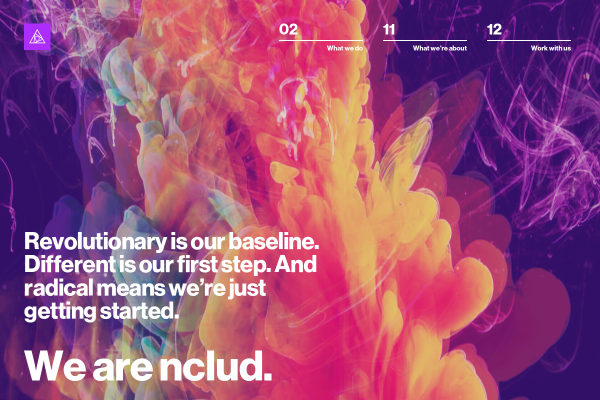 02
11
12
What we do
What we're about
Work with us
Revolutionary is our baseline.
Different is our first step. And
radical means we're just
getting started.
We are nclud.